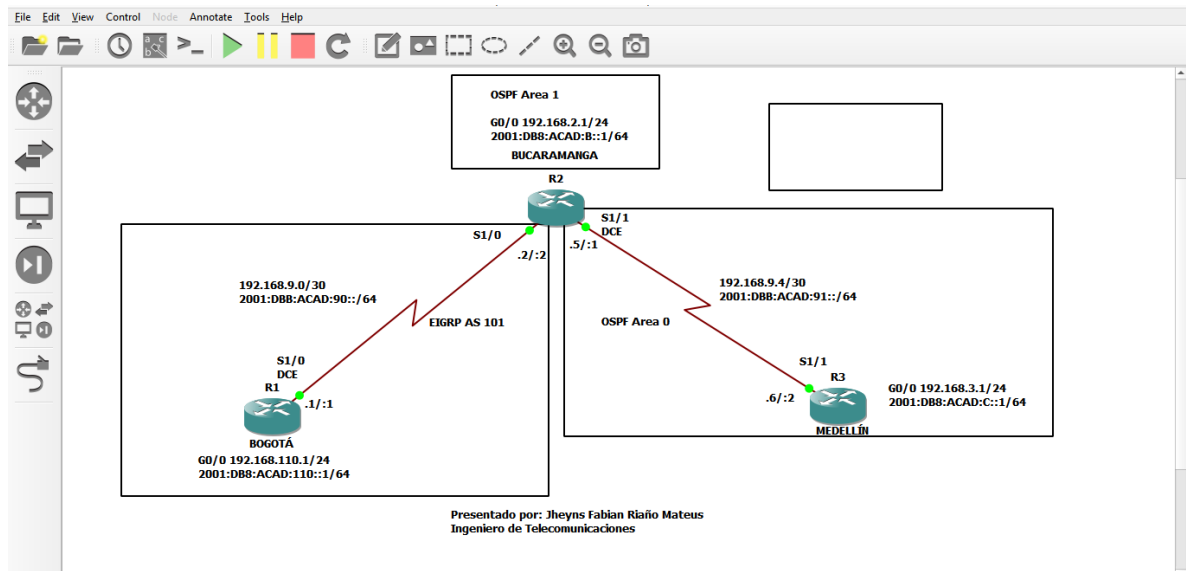 File Edit View Control Node Annotate Tools Help
OSPF Area 1
G0/0 192.168.2.1/24
2001:DB8:ACAD:B::1/64
BUCARAMANGA
R2
S1/0
S1/1
DCE
.2/:2
.5/:1
192.168.9.0/30
2001:DB8:ACAD:90::/64
192.168.9.4/30
2001:DB8:ACAD:91::/64
EIGRP AS 101
OSPF Area 0
S1/0
DCE
R1
.1/:1
BOGOTÁ
G0/0 192.168.110.1/24
2001:DB8:ACAD:110::1/64
S1/1
R3
.6/:2
MEDELLÍN
G0/0 192.168.3.1/24
2001:DB8:ACAD:C::1/64
Presentado por: Jheyns Fabian Riaño Mateus
Ingeniero de Telecomunicaciones